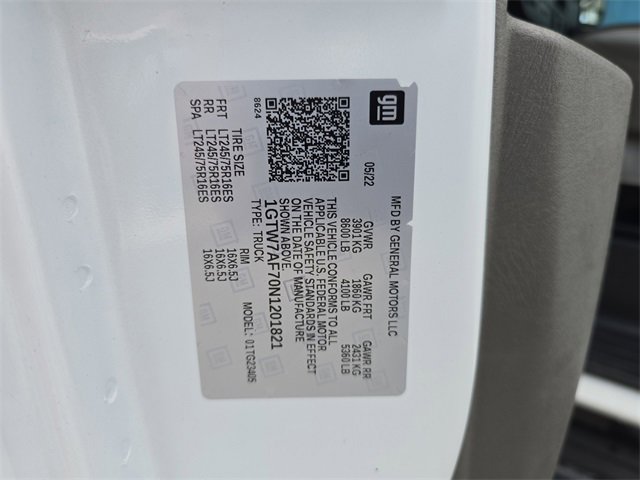 gm
MFD BY GENERAL MOTORS LLC
05/22
GVWR GAWR FRT GAWR RR
3901 KG 1860 KG 2431 KG
8600 LB 4100 LB 5360 LB
THIS VEHICLE CONFORMS TO ALL
APPLICABLE U.S. FEDERAL MOTOR
VEHICLE SAFETY STANDARDS IN EFFECT
ON THE DATE OF MANUFACTURE
SHOWN ABOVE.
1GTW7AF70N1201821
TYPE: TRUCK MODEL: 01TG23405
8624
TIRE SIZE RIM
FRT LT245/75R16ES 16X6.5J
RR LT245/75R16ES 16X6.5J
SPA LT245/75R16ES 16X6.5J